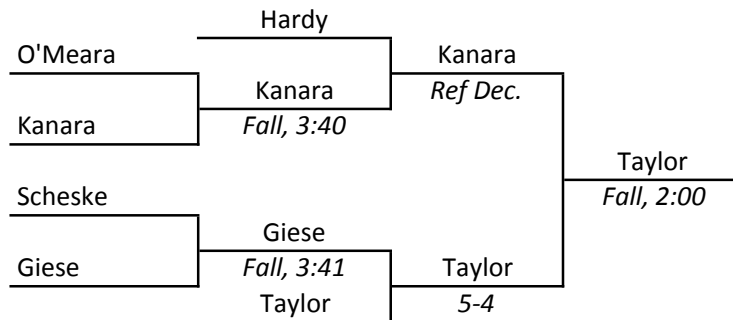 Hardy
O'Meara
Kanara
Kanara
Ref Dec.
Kanara
Fall, 3:40
Taylor
Fall, 2:00
Scheske
Giese
Giese
Fall, 3:41
Taylor
Taylor
5-4